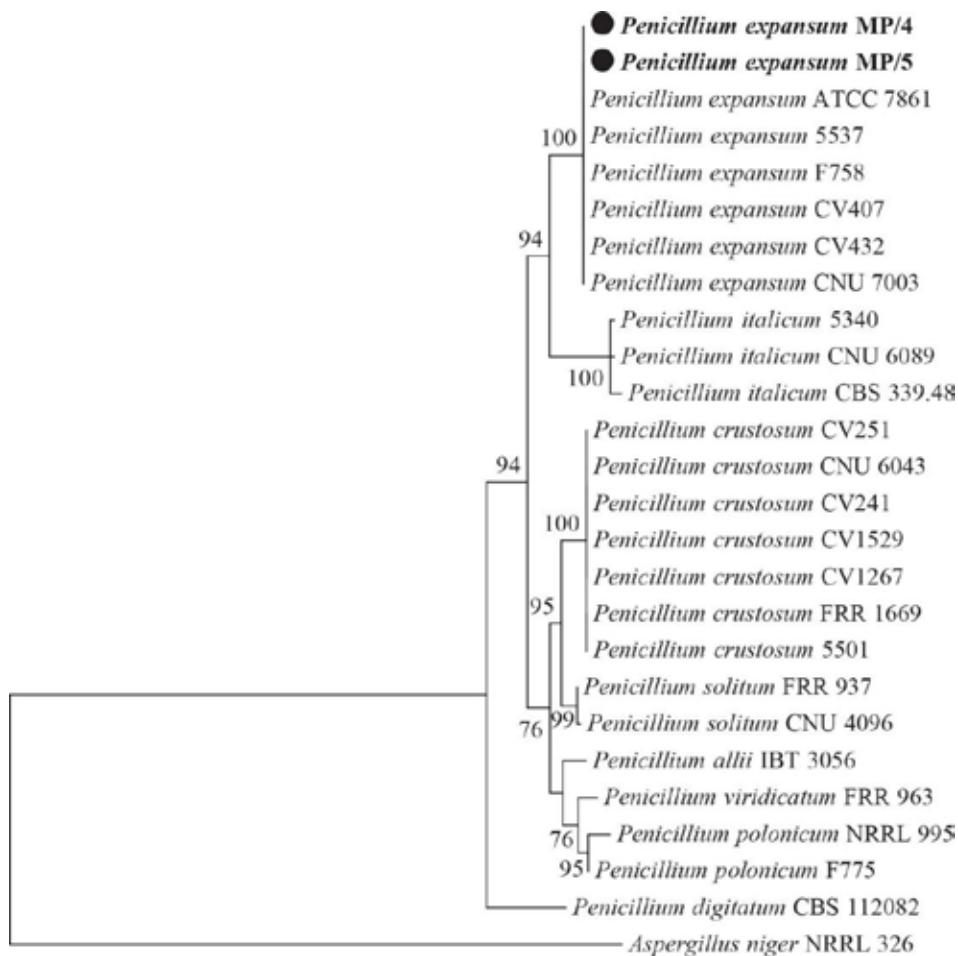 Penicillium expansum MP/4
Penicillium expansum MP/5
Penicillium expansum ATCC 7861
100
Penicillium expansum 5537
Penicillium expansum F758
Penicillium expansum CV407
94
Penicillium expansum CV432
Penicillium expansum CNU 7003
Penicillium italicum 5340
Penicillium italicum CNU 6089
100
Penicillium italicum CBS 339.48
Penicillium crustosum CV251
94
Penicillium crustosum CNU 6043
Penicillium crustosum CV241
100
Penicillium crustosum CV1529
Penicillium crustosum CV1267
95
Penicillium crustosum FRR 1669
Penicillium crustosum 5501
Penicillium solitum FRR 937
76
99
Penicillium solitum CNU 4096
Penicillium allii IBT 3056
Penicillium viridicatum FRR 963
76
Penicillium polonicum NRRL 995
95
Penicillium polonicum F775
Penicillium digitatum CBS 112082
Aspergillus niger NRRL 326